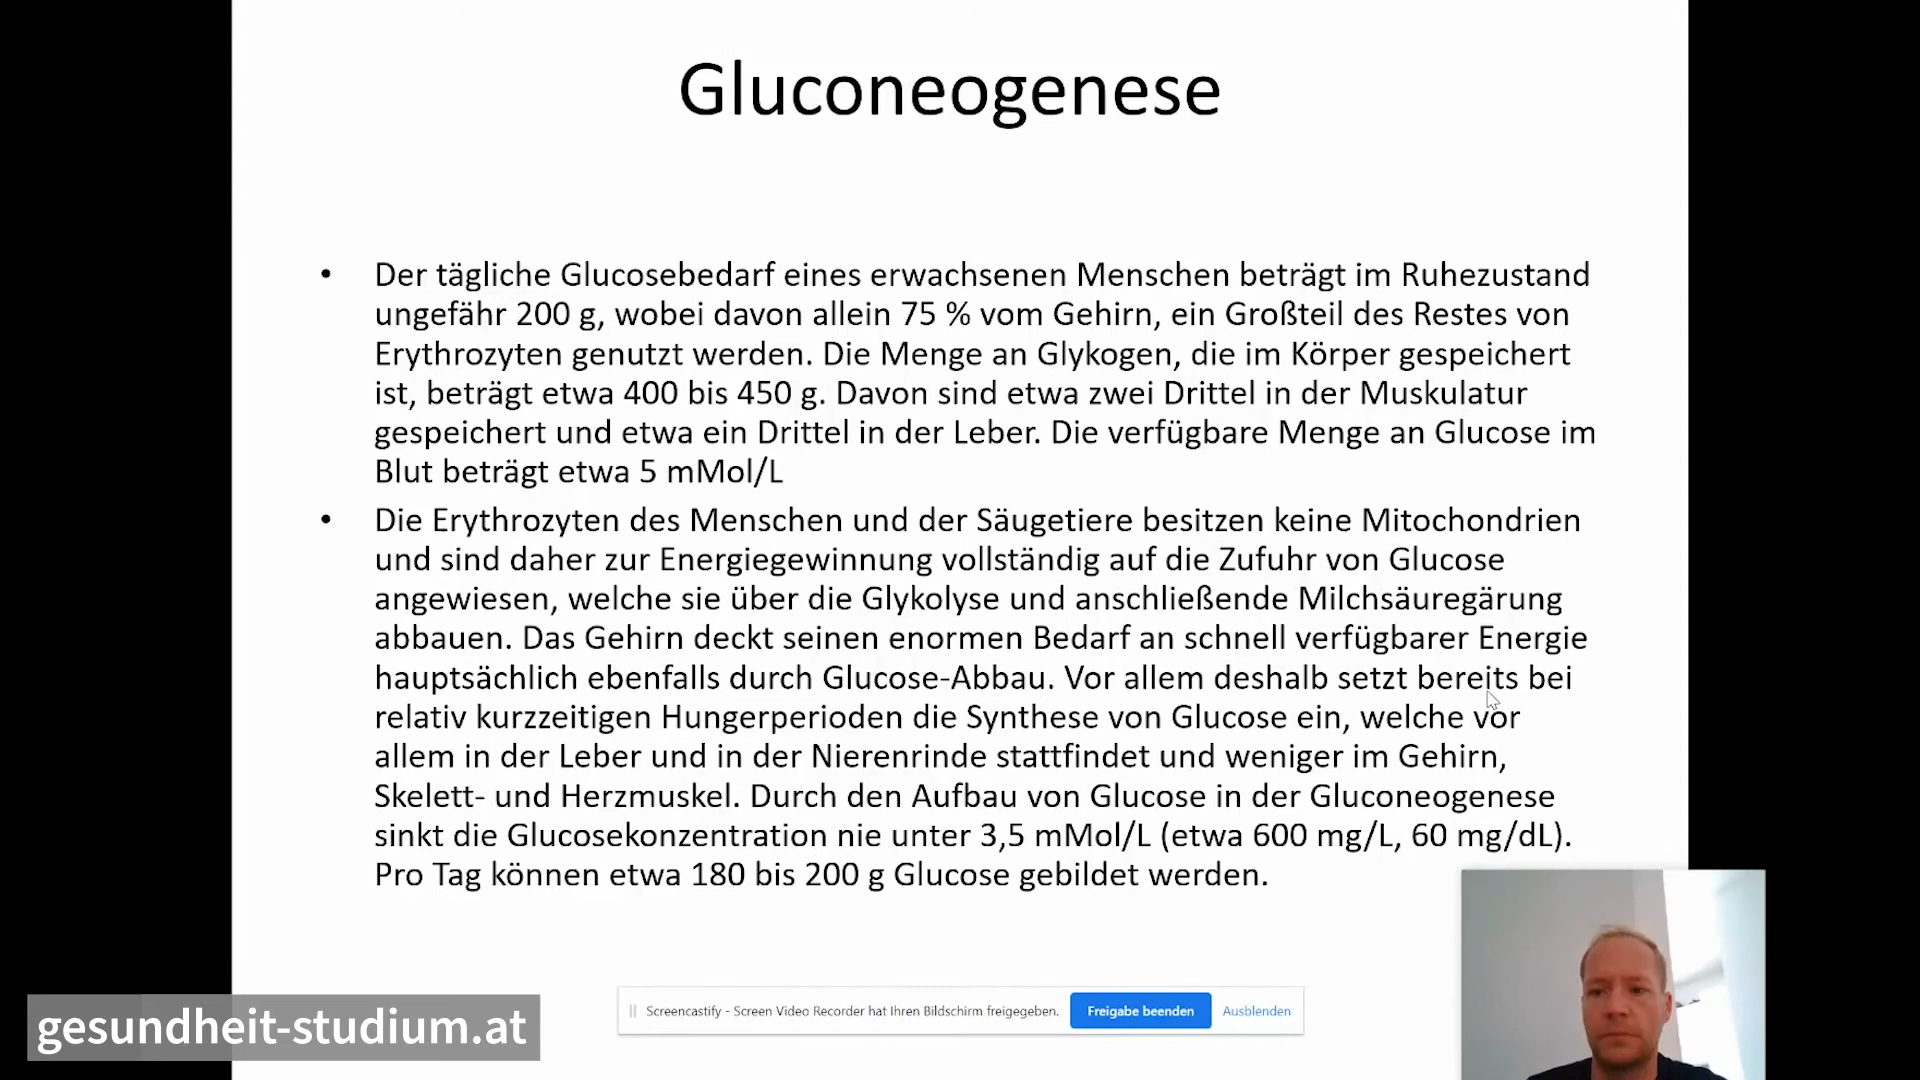 Gluconeogenese
• Der tägliche Glucosebedarf eines erwachsenen Menschen beträgt im Ruhezustand
ungefähr 200 g, wobei davon allein 75 % vom Gehirn, ein Großteil des Restes von
Erythrozyten genutzt werden. Die Menge an Glykogen, die im Körper gespeichert
ist, beträgt etwa 400 bis 450 g. Davon sind etwa zwei Drittel in der Muskulatur
gespeichert und etwa ein Drittel in der Leber. Die verfügbare Menge an Glucose im
Blut beträgt etwa 5 mMol/L
• Die Erythrozyten des Menschen und der Säugetiere besitzen keine Mitochondrien
und sind daher zur Energiegewinnung vollständig auf die Zufuhr von Glucose
angewiesen, welche sie über die Glykolyse und anschließende Milchsäuregärung
abbauen. Das Gehirn deckt seinen enormen Bedarf an schnell verfügbarer Energie
hauptsächlich ebenfalls durch Glucose-Abbau. Vor allem deshalb setzt bereits bei
relativ kurzzeitigen Hungerperioden die Synthese von Glucose ein, welche vor
allem in der Leber und in der Nierenrinde stattfindet und weniger im Gehirn,
Skelett- und Herzmuskel. Durch den Aufbau von Glucose in der Gluconeogenese
sinkt die Glucosekonzentration nie unter 3,5 mMol/L (etwa 600 mg/L, 60 mg/dL).
Pro Tag können etwa 180 bis 200 g Glucose gebildet werden.
Screencastify - Screen Video Recorder hat Ihren Bildschirm freigegeben. Freigabe beenden Ausblenden
gesundheit-studium.at